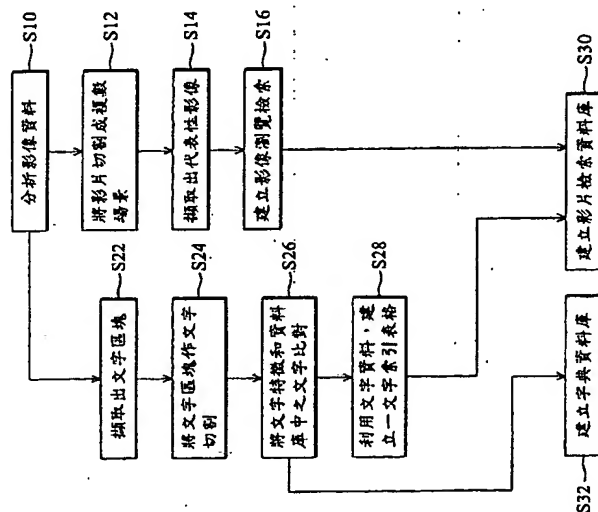 分析影像資料
S10
將影片切割成複數
場景
S12
擷取出代表性影像
S14
建立影像瀏覽檢索
S16
擷取出文字區塊
S22
將文字區塊作文字
切割
S24
將文字特徵和資料
庫中之文字比對
S26
利用文字資料，建
立一文字索引表格
S28
建立影片檢索資料庫
S30
建立字典資料庫
S32